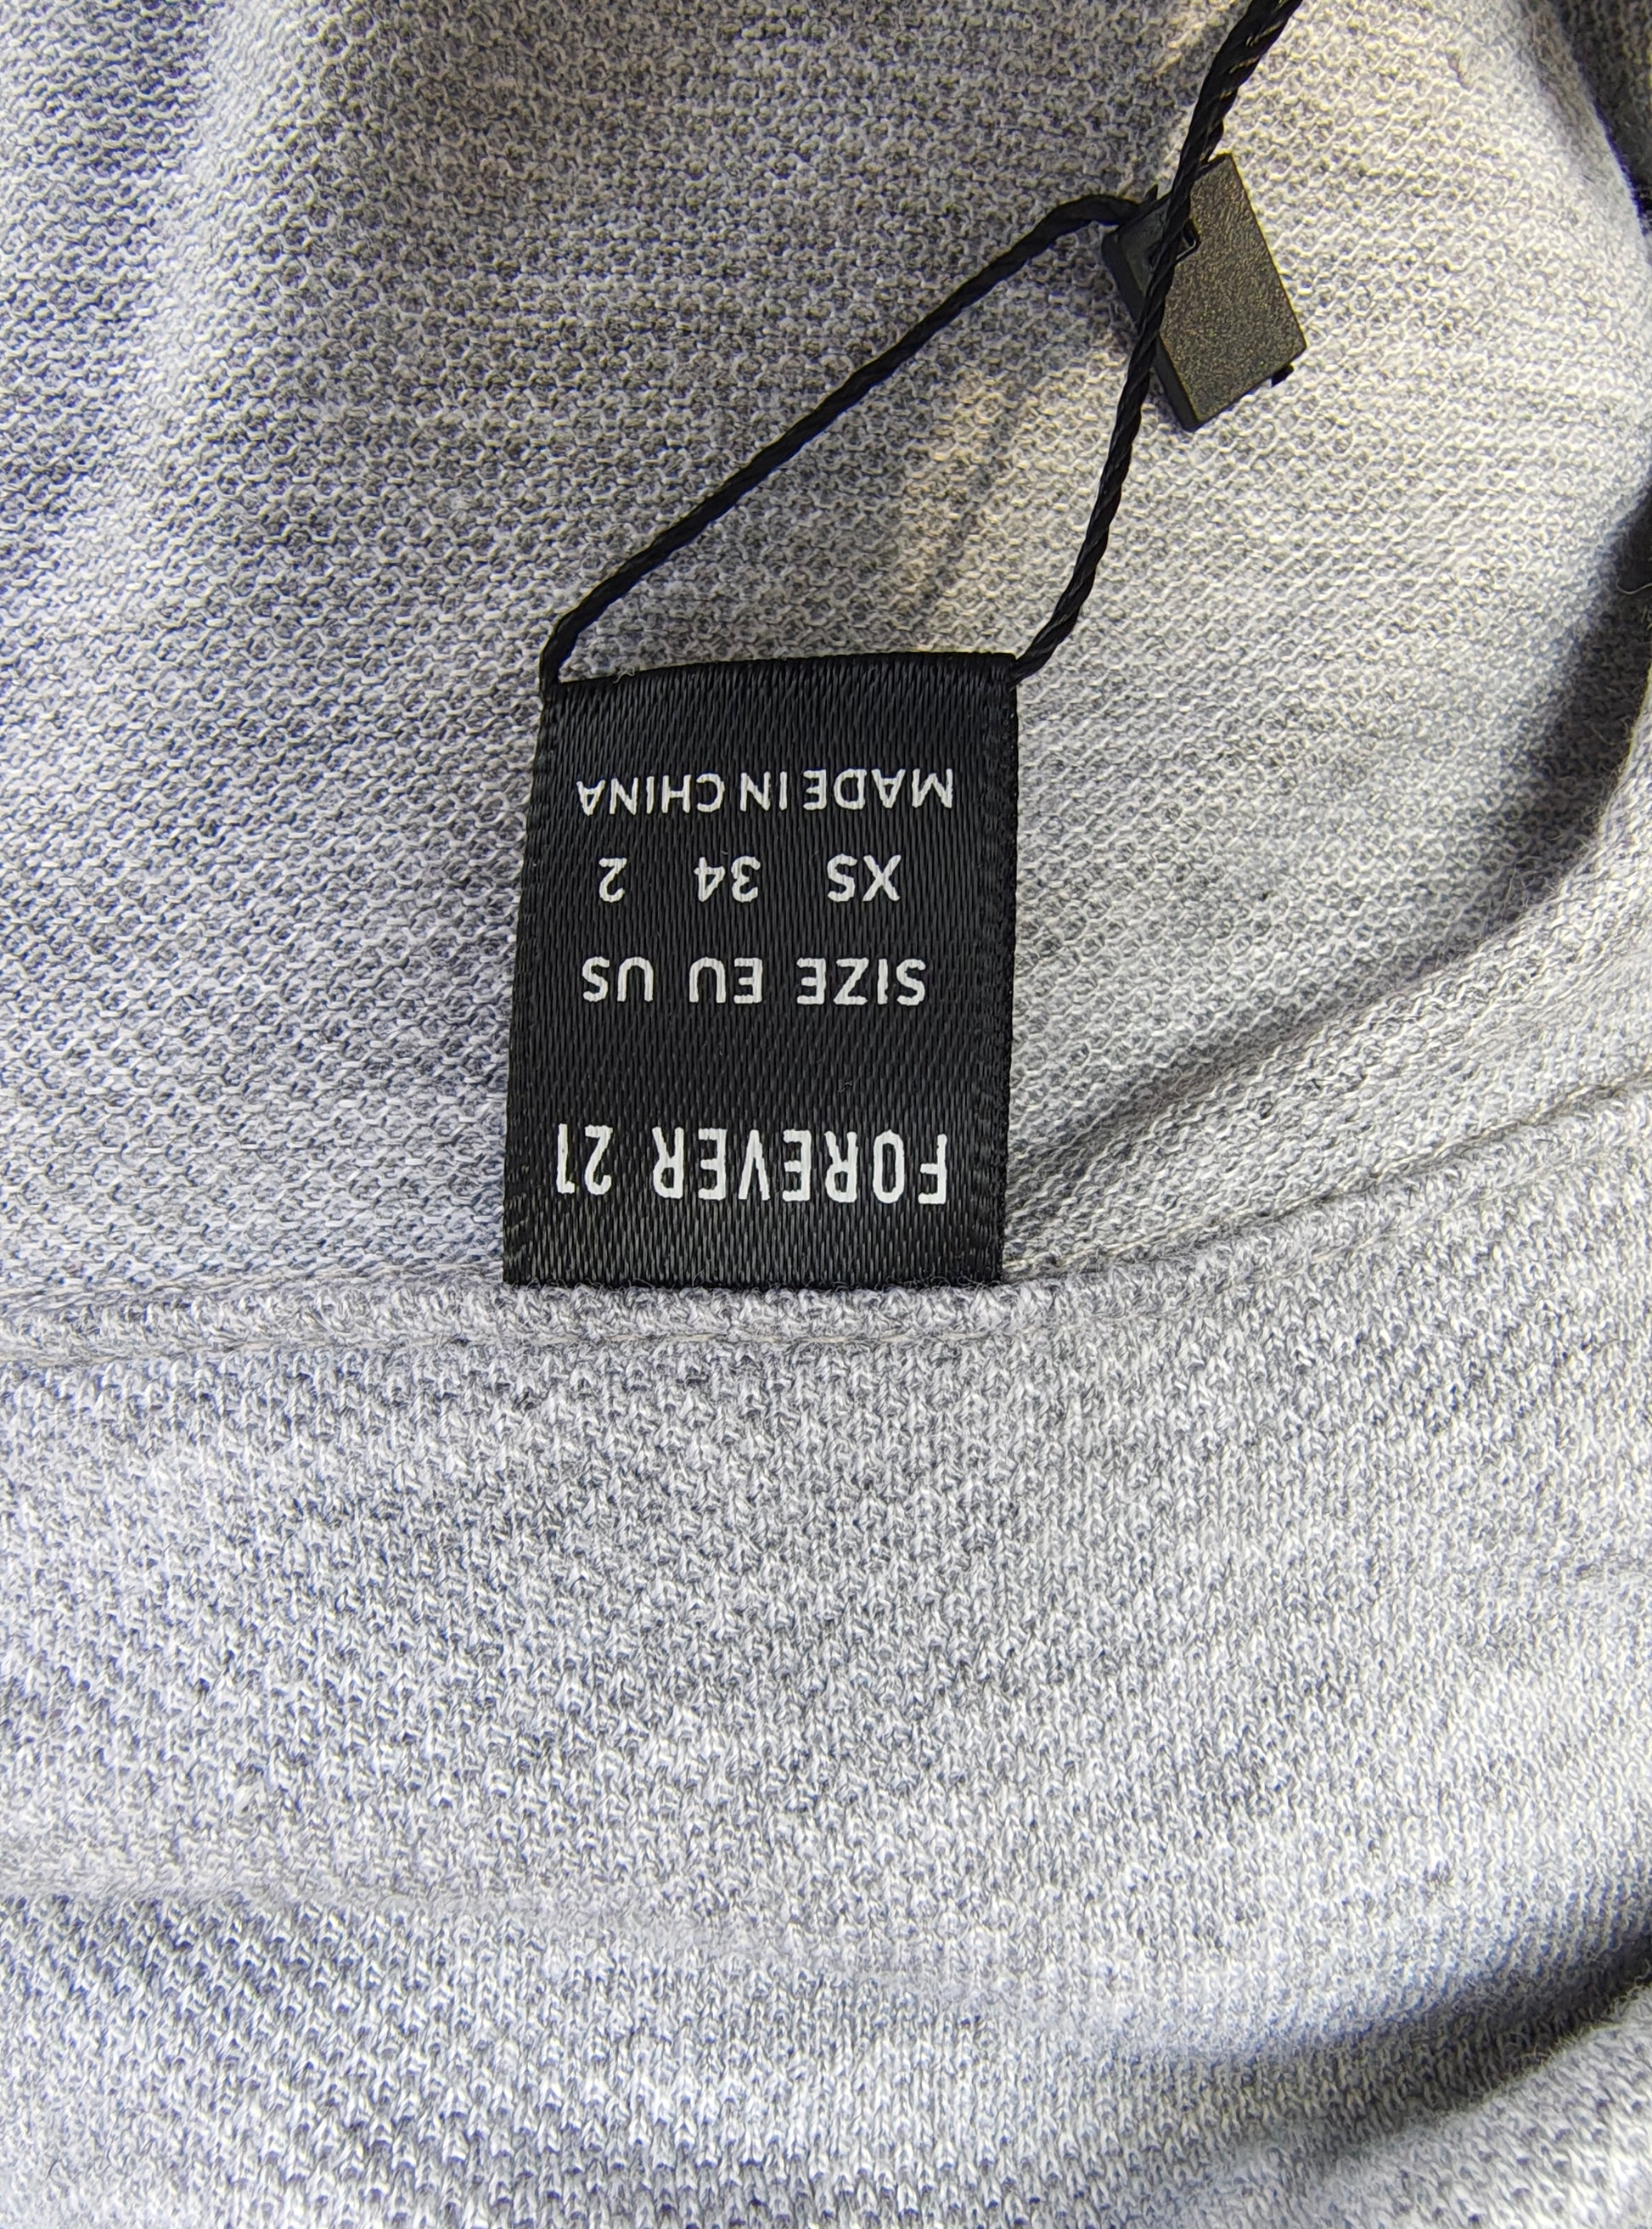 FOREVER 21
SIZE EU US
XS 34 2
MADE IN CHINA